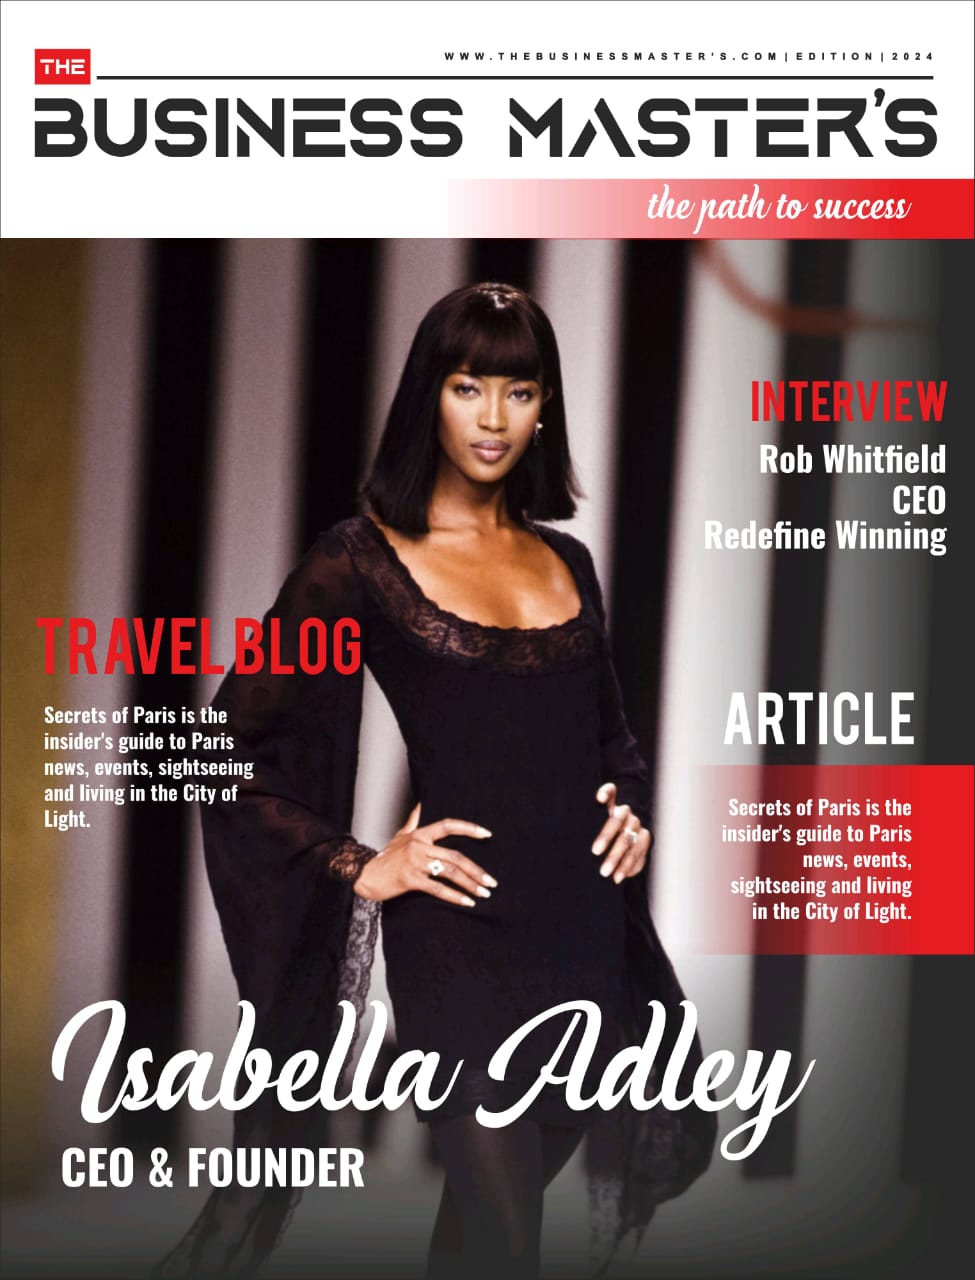 WWW.THEBUSINESSMASTER'S.COM|EDITION|2024
THE
BUSINESS MASTER'S
the path to success
INTERVIEW
Rob Whitfield
CEO
Redefine Winning
TRAVEL BLOG
Secrets of Paris is the
insider's guide to Paris
news, events, sightseeing
and living in the City of
Light.
ARTICLE
Secrets of Paris is the
insider's guide to Paris
news, events,
sightseeing and living
in the City of Light.
Isabella Adley
CEO & FOUNDER